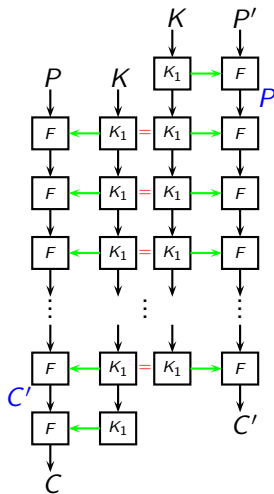 K P′
K₁ F
P K P
F K₁ = K₁ F
F K₁ = K₁ F
F K₁ = K₁ F
⋮ ⋮ ⋮
F K₁ = K₁ F
C′ C′
F K₁
C